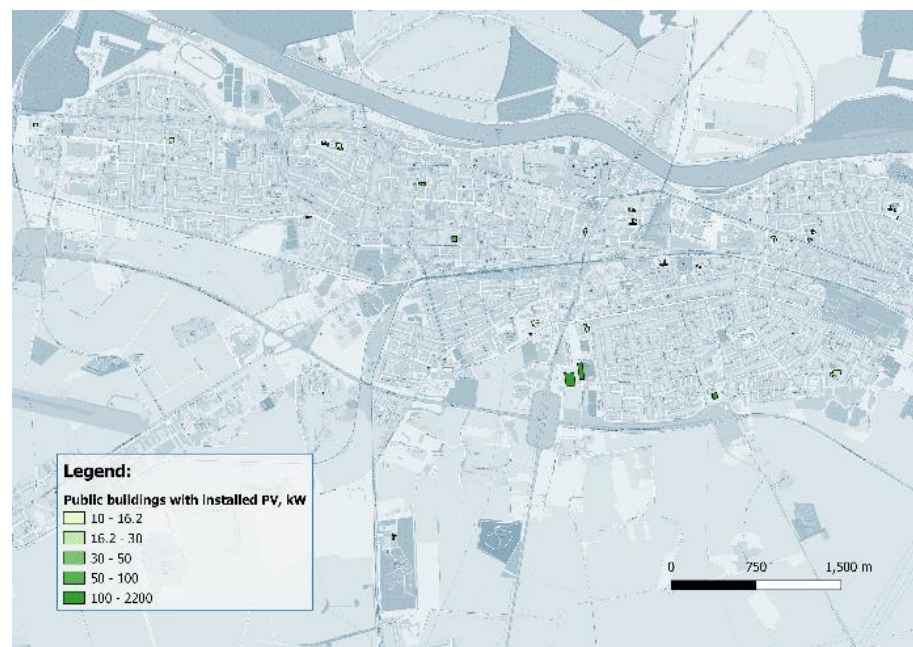 Legend:
Public buildings with installed PV, kW
10 - 16.2
16.2 - 30
30 - 50
50 - 100
100 - 2200
0 750 1,500 m